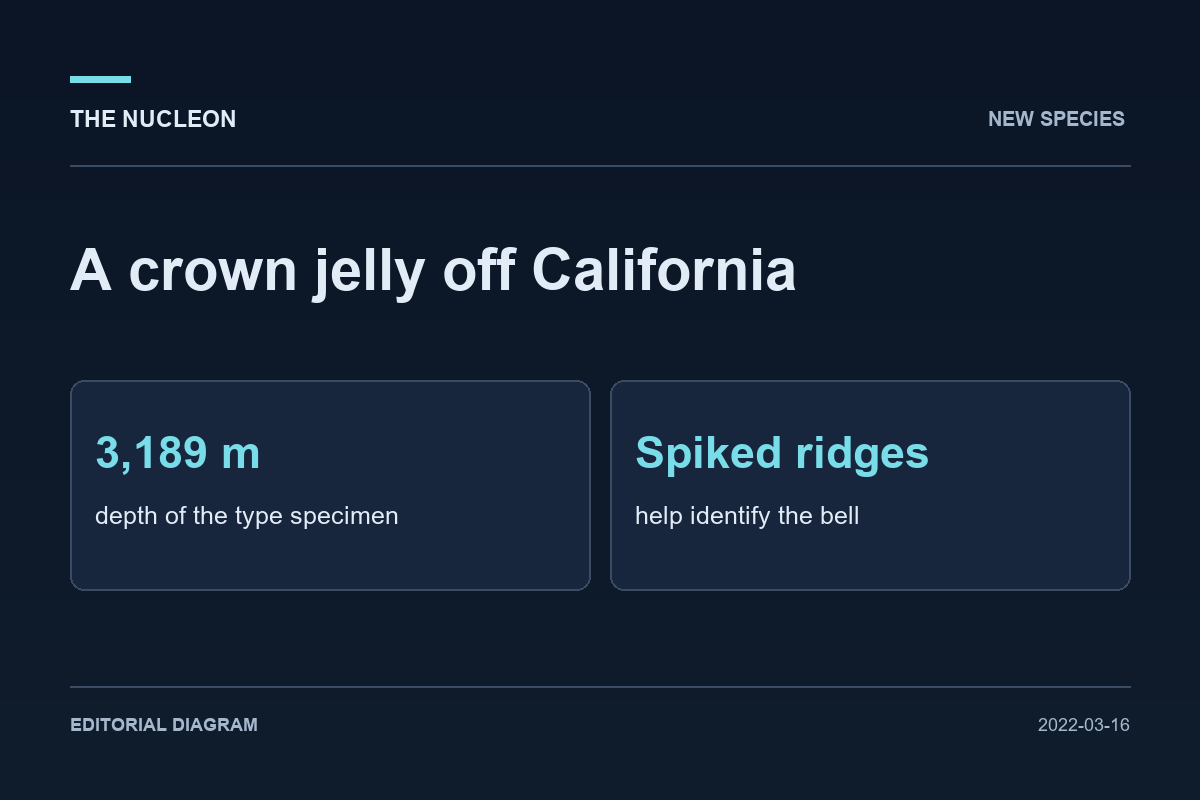 THE NUCLEON
NEW SPECIES
A crown jelly off California
3,189 m
depth of the type specimen
Spiked ridges
help identify the bell
EDITORIAL DIAGRAM
2022-03-16